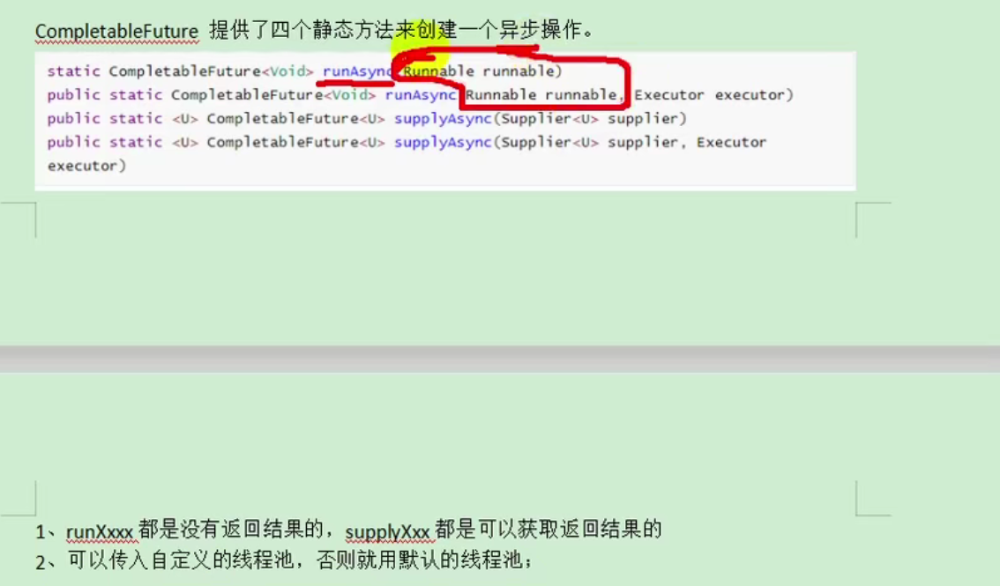 CompletableFuture 提供了四个静态方法来创建一个异步操作。
static CompletableFuture<Void> runAsync(Runnable runnable)
public static CompletableFuture<Void> runAsync(Runnable runnable, Executor executor)
public static <U> CompletableFuture<U> supplyAsync(Supplier<U> supplier)
public static <U> CompletableFuture<U> supplyAsync(Supplier<U> supplier, Executor
executor)
1、runXxxx 都是没有返回结果的，supplyXxx 都是可以获取返回结果的
2、可以传入自定义的线程池，否则就用默认的线程池；